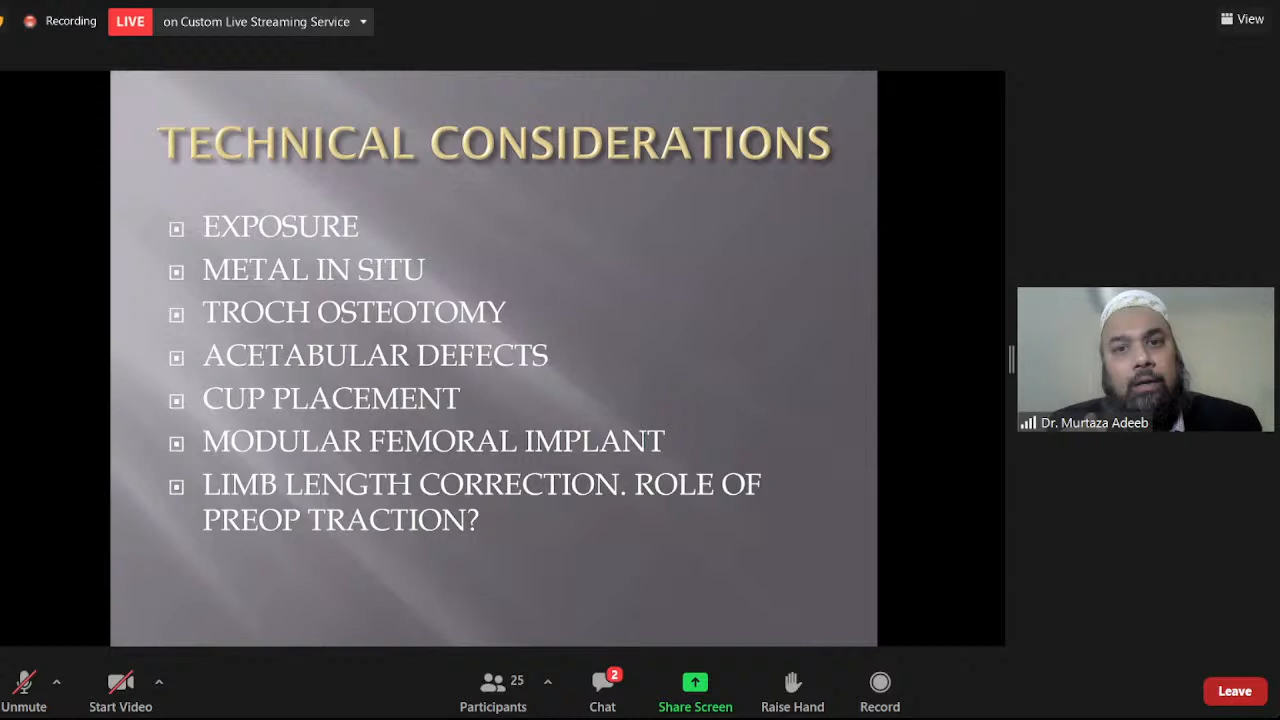 Recording
LIVE on Custom Live Streaming Service
View
TECHNICAL CONSIDERATIONS
EXPOSURE
METAL IN SITU
TROCH OSTEOTOMY
ACETABULAR DEFECTS
CUP PLACEMENT
MODULAR FEMORAL IMPLANT
LIMB LENGTH CORRECTION. ROLE OF
PREOP TRACTION?
Dr. Murtaza Adeeb
25
2
Unmute
Start Video
Participants
Chat
Share Screen
Raise Hand
Record
Leave